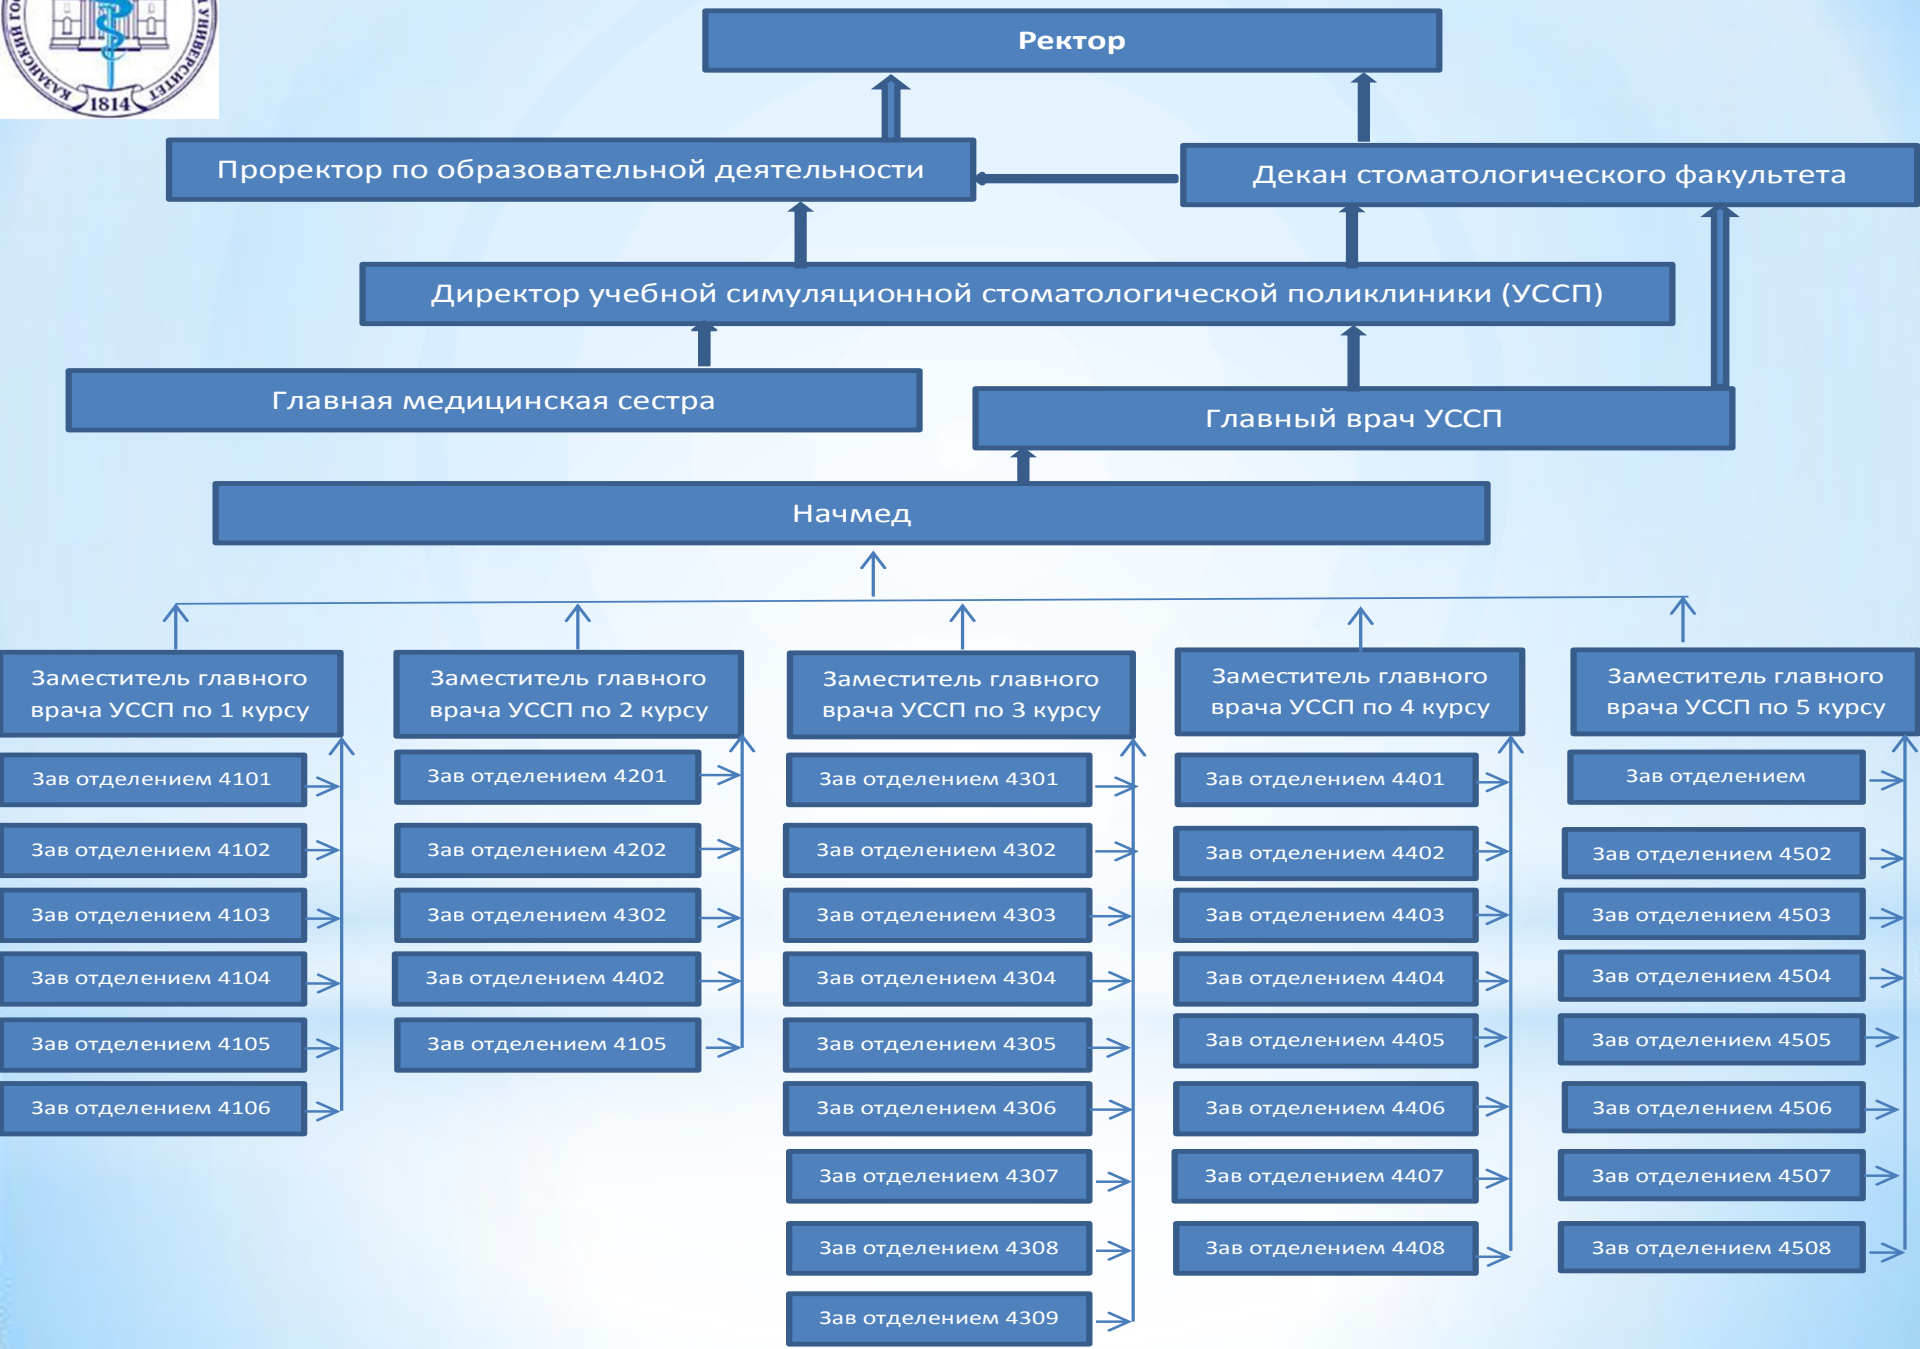 КАЗАНСКИЙ ГОС
УНИВЕРСИТЕТ
1814
Ректор
Проректор по образовательной деятельности
Декан стоматологического факультета
Директор учебной симуляционной стоматологической поликлиники (УССП)
Главная медицинская сестра
Главный врач УССП
Начмед
Заместитель главного
врача УССП по 1 курсу
Заместитель главного
врача УССП по 2 курсу
Заместитель главного
врача УССП по 3 курсу
Заместитель главного
врача УССП по 4 курсу
Заместитель главного
врача УССП по 5 курсу
Зав отделением 4101
Зав отделением 4102
Зав отделением 4103
Зав отделением 4104
Зав отделением 4105
Зав отделением 4106
Зав отделением 4201
Зав отделением 4202
Зав отделением 4302
Зав отделением 4402
Зав отделением 4105
Зав отделением 4301
Зав отделением 4302
Зав отделением 4303
Зав отделением 4304
Зав отделением 4305
Зав отделением 4306
Зав отделением 4307
Зав отделением 4308
Зав отделением 4309
Зав отделением 4401
Зав отделением 4402
Зав отделением 4403
Зав отделением 4404
Зав отделением 4405
Зав отделением 4406
Зав отделением 4407
Зав отделением 4408
Зав отделением
Зав отделением 4502
Зав отделением 4503
Зав отделением 4504
Зав отделением 4505
Зав отделением 4506
Зав отделением 4507
Зав отделением 4508